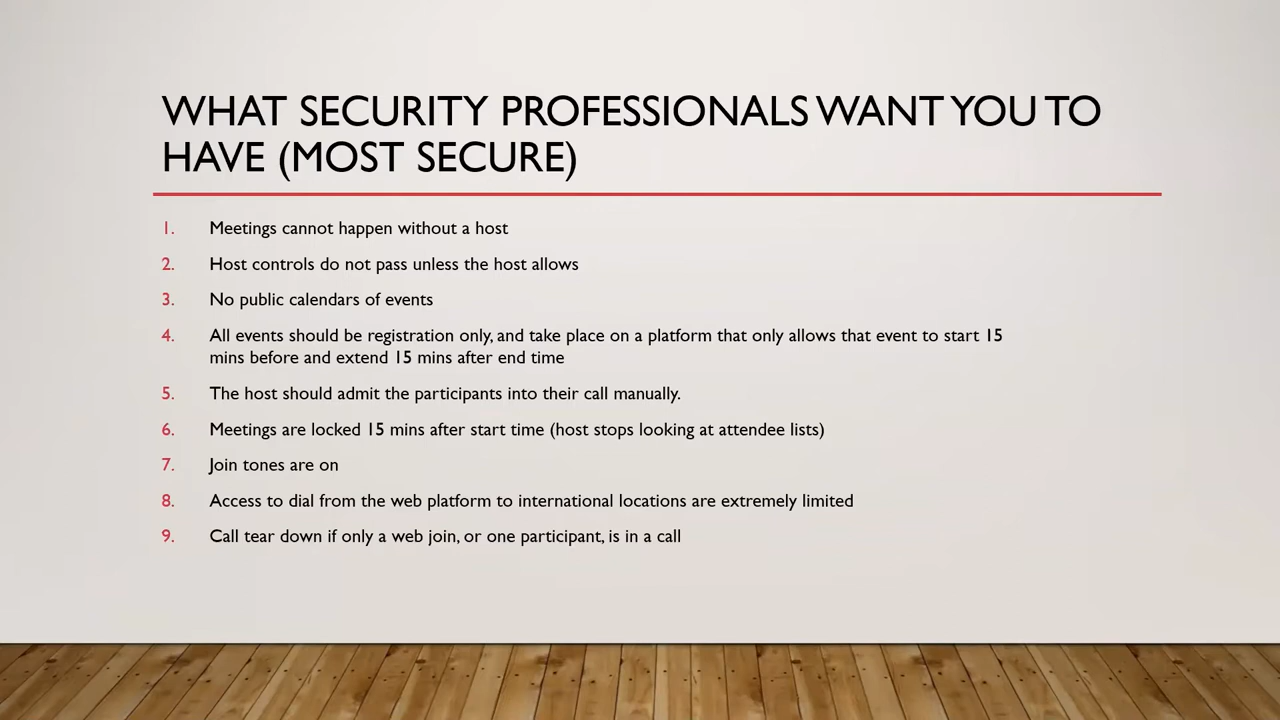 WHAT SECURITY PROFESSIONALS WANT YOU TO
HAVE (MOST SECURE)
1. Meetings cannot happen without a host
2. Host controls do not pass unless the host allows
3. No public calendars of events
4. All events should be registration only, and take place on a platform that only allows that event to start 15
mins before and extend 15 mins after end time
5. The host should admit the participants into their call manually.
6. Meetings are locked 15 mins after start time (host stops looking at attendee lists)
7. Join tones are on
8. Access to dial from the web platform to international locations are extremely limited
9. Call tear down if only a web join, or one participant, is in a call